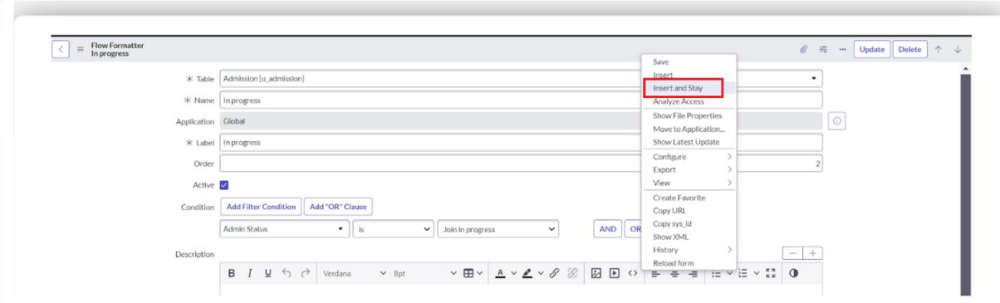 Flow Formatter
In progress
Update Delete
Save
Insert
Insert and Stay
Analyze Access
Show File Properties
Move to Application...
Show Latest Update
Configure
Export
View
Create Favorite
Copy URL
Copy sys_id
Show XML
History
Reload form
* Table Admission [u_admission]
* Name In progress
Application Global
* Label In progress
Order 2
Active
Condition Add Filter Condition Add "OR" Clause
Admin Status is Join in progress AND OR
Description
B I U Verdana 8pt A